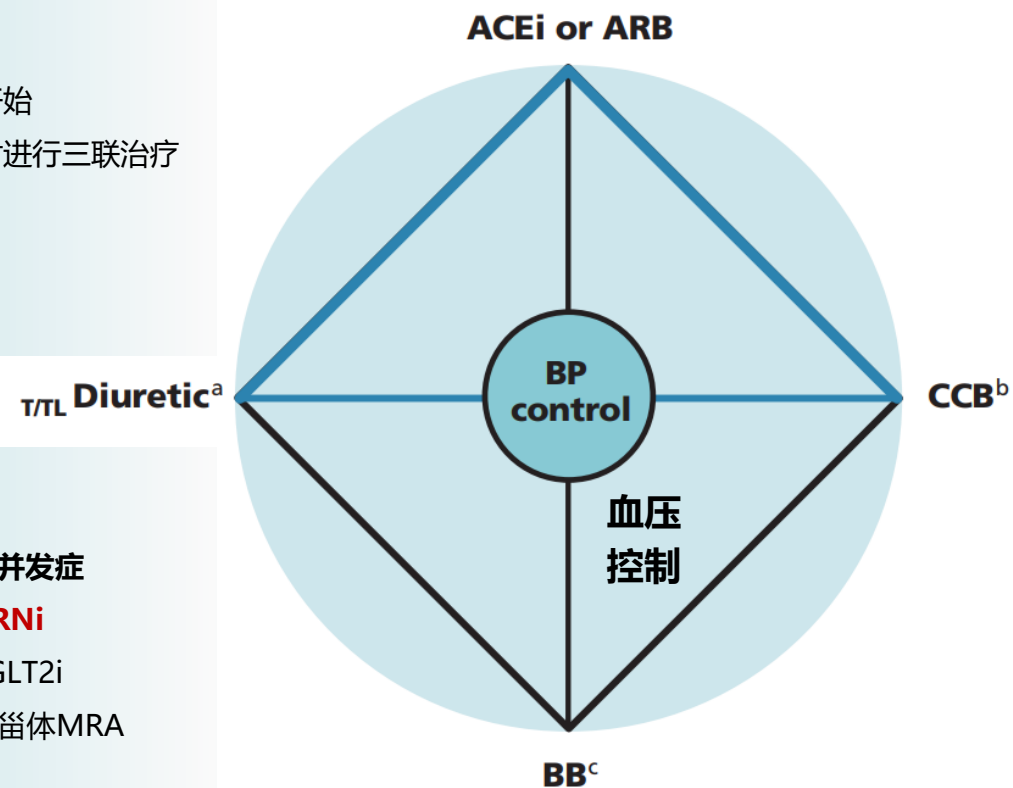 ACEi or ARB
始
进行三联治疗
T/TL Diureticᵃ
BP
control
CCBᵇ
血压
控制
并发症
RNi
GLT2i
甾体MRA
BBᶜ